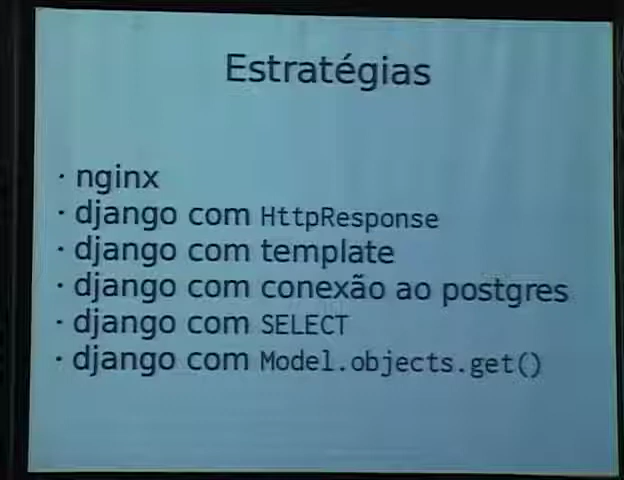 Estratégias
· nginx
· django com HttpResponse
· django com template
· django com conexão ao postgres
· django com SELECT
· django com Model.objects.get()